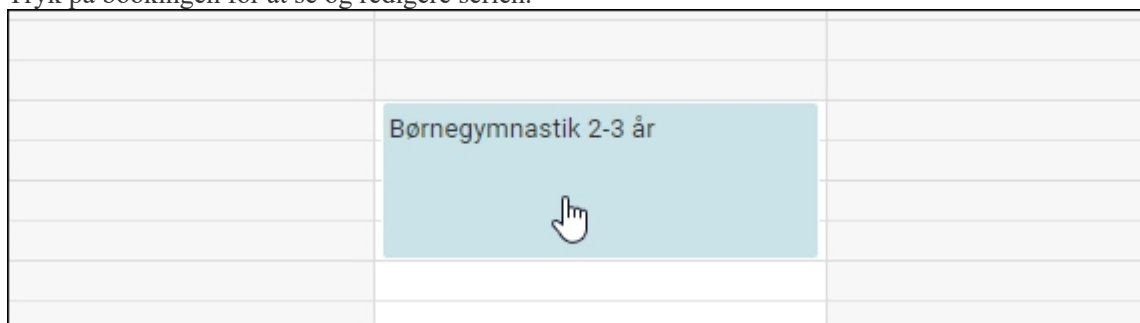 Tryk på bookingen for at se og redigere serien.
Børnegymnastik 2-3 år